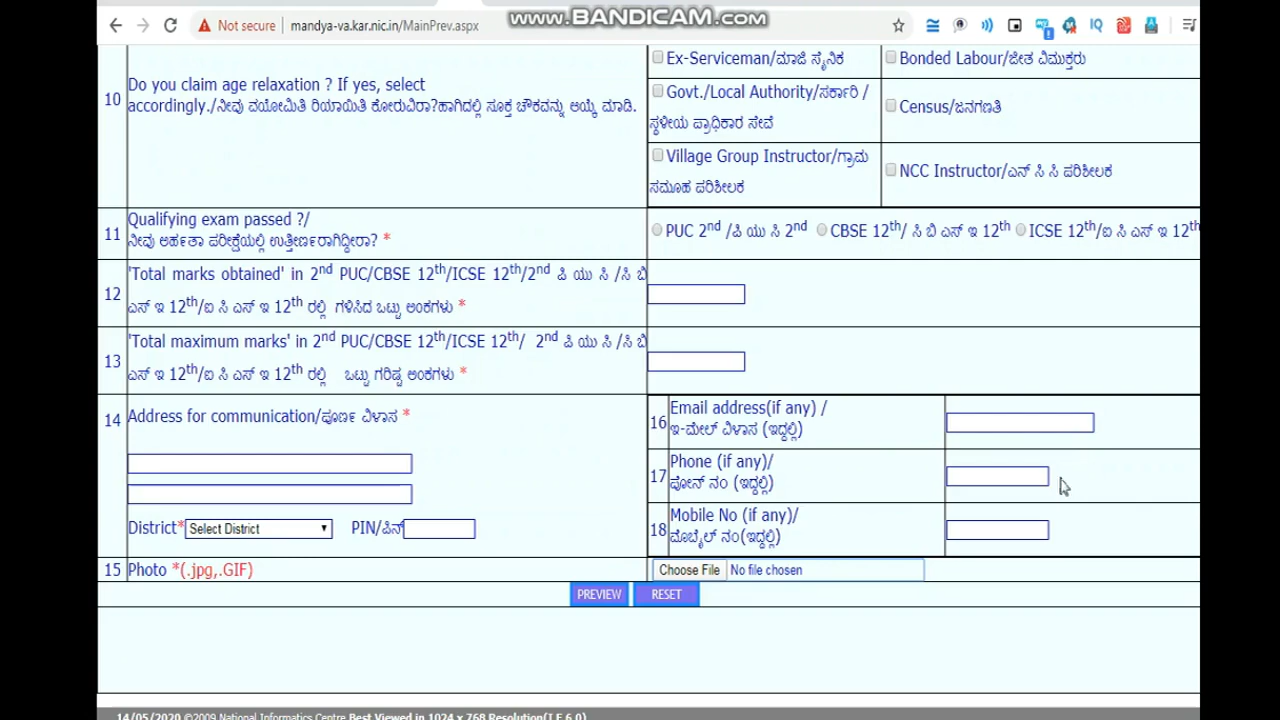 www.BANDICAM.com
Not secure | mandya-va.kar.nic.in/MainPrev.aspx
10 Do you claim age relaxation ? If yes, select
accordingly./ನೀವು ವಯೋಮಿತಿ ರಿಯಾಯಿತಿ ಕೋರುವಿರಾ?ಹಾಗಿದಲ್ಲಿ ಸೂಕ್ತ ಚೌಕವನ್ನು ಆಯ್ಕೆ ಮಾಡಿ.
Ex-Serviceman/ಮಾಜಿ ಸೈನಿಕ
Bonded Labour/ಜೀತ ವಿಮುಕ್ತರು
Govt./Local Authority/ಸರ್ಕಾರಿ /
ಸ್ಥಳೀಯ ಪ್ರಾಧಿಕಾರ ಸೇವೆ
Census/ಜನಗಣತಿ
Village Group Instructor/ಗ್ರಾಮ
ಸಮೂಹ ಪರಿಶೀಲಕ
NCC Instructor/ಎನ್ ಸಿ ಸಿ ಪರಿಶೀಲಕ
11 Qualifying exam passed ?/
ನೀವು ಅರ್ಹತಾ ಪರೀಕ್ಷೆಯಲ್ಲಿ ಉತ್ತೀರ್ಣರಾಗಿದ್ದೀರಾ? *
PUC 2nd /ಪಿ ಯು ಸಿ 2nd CBSE 12th/ ಸಿ ಬಿ ಎಸ್ ಇ 12th ICSE 12th/ಐ ಸಿ ಎಸ್ ಇ 12th
12 'Total marks obtained' in 2nd PUC/CBSE 12th/ICSE 12th/2nd ಪಿ ಯು ಸಿ /ಸಿ ಬಿ
ಎಸ್ ಇ 12th/ಐ ಸಿ ಎಸ್ ಇ 12th ರಲ್ಲಿ ಗಳಿಸಿದ ಒಟ್ಟು ಅಂಕಗಳು *
13 'Total maximum marks' in 2nd PUC/CBSE 12th/ICSE 12th/ 2nd ಪಿ ಯು ಸಿ /ಸಿ ಬಿ
ಎಸ್ ಇ 12th/ಐ ಸಿ ಎಸ್ ಇ 12th ರಲ್ಲಿ ಒಟ್ಟು ಗರಿಷ್ಟ ಅಂಕಗಳು *
14 Address for communication/ಪೂರ್ಣ ವಿಳಾಸ *
District* Select District PIN/ಪಿನ್
16 Email address(if any) /
ಇ-ಮೇಲ್ ವಿಳಾಸ (ಇದ್ದಲ್ಲಿ)
17 Phone (if any)/
ಫೋನ್ ನಂ (ಇದ್ದಲ್ಲಿ)
18 Mobile No (if any)/
ಮೊಬೈಲ್ ನಂ(ಇದ್ದಲ್ಲಿ)
15 Photo *(.jpg,.GIF) Choose File No file chosen
PREVIEW RESET
14/05/2020 ©2009 National Informatics Centre Best Viewed in 1024 x 768 Resolution(I.E 6.0)